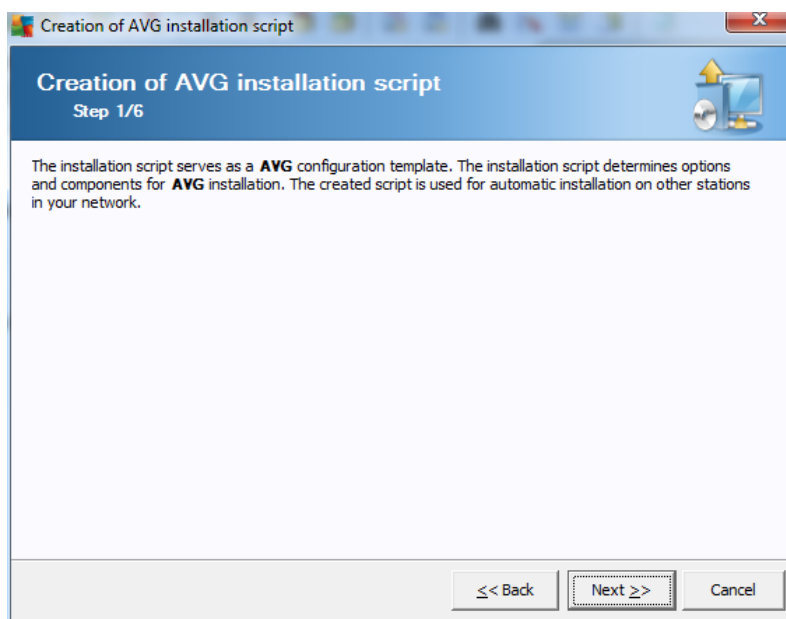 Creation of AVG installation script
X
Creation of AVG installation script
Step 1/6
The installation script serves as a AVG configuration template. The installation script determines options
and components for AVG installation. The created script is used for automatic installation on other stations
in your network.
<< Back
Next >>
Cancel